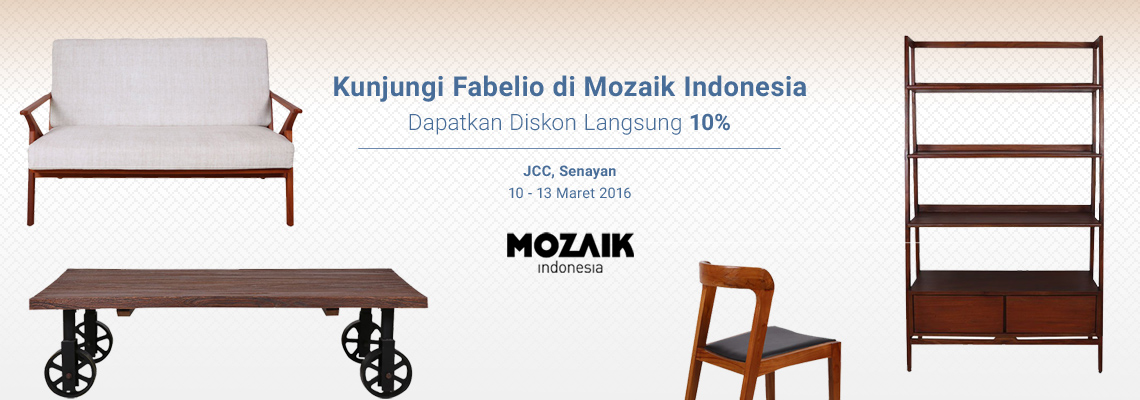 Kunjungi Fabelio di Mozaik Indonesia
Dapatkan Diskon Langsung 10%
JCC, Senayan
10 - 13 Maret 2016
MOZAIK
indonesia